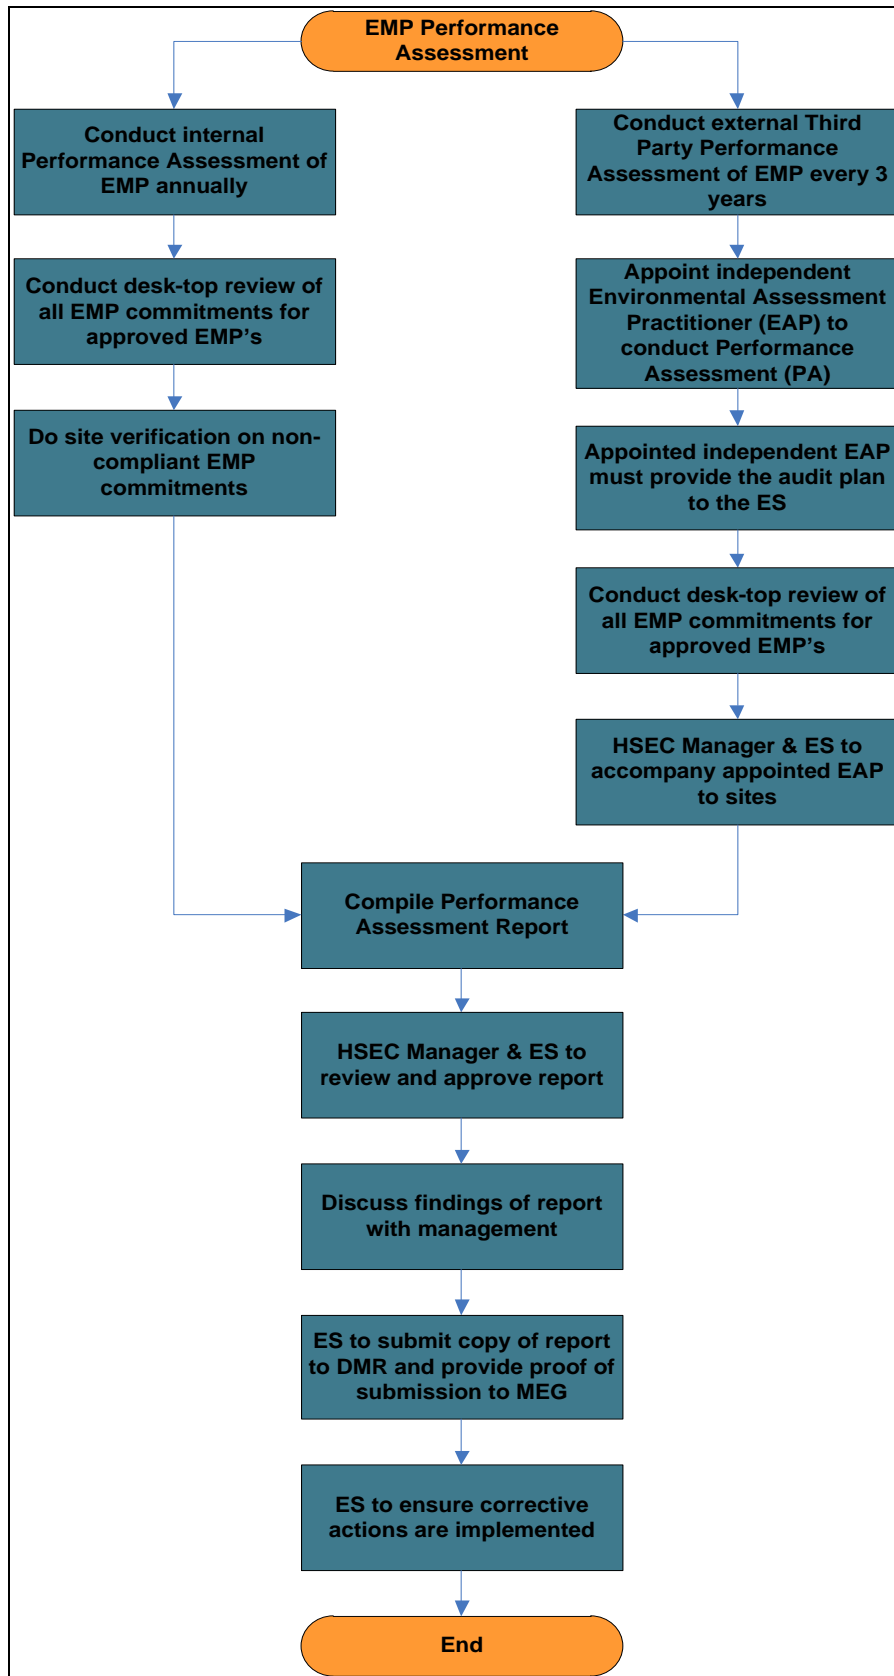 EMP Performance
Assessment
Conduct internal
Performance Assessment of
EMP annually
Conduct desk-top review of
all EMP commitments for
approved EMP's
Do site verification on non-
compliant EMP
commitments
Conduct external Third
Party Performance
Assessment of EMP every 3
years
Appoint independent
Environmental Assessment
Practitioner (EAP) to
conduct Performance
Assessment (PA)
Appointed independent EAP
must provide the audit plan
to the ES
Conduct desk-top review of
all EMP commitments for
approved EMP's
HSEC Manager & ES to
accompany appointed EAP
to sites
Compile Performance
Assessment Report
HSEC Manager & ES to
review and approve report
Discuss findings of report
with management
ES to submit copy of report
to DMR and provide proof of
submission to MEG
ES to ensure corrective
actions are implemented
End